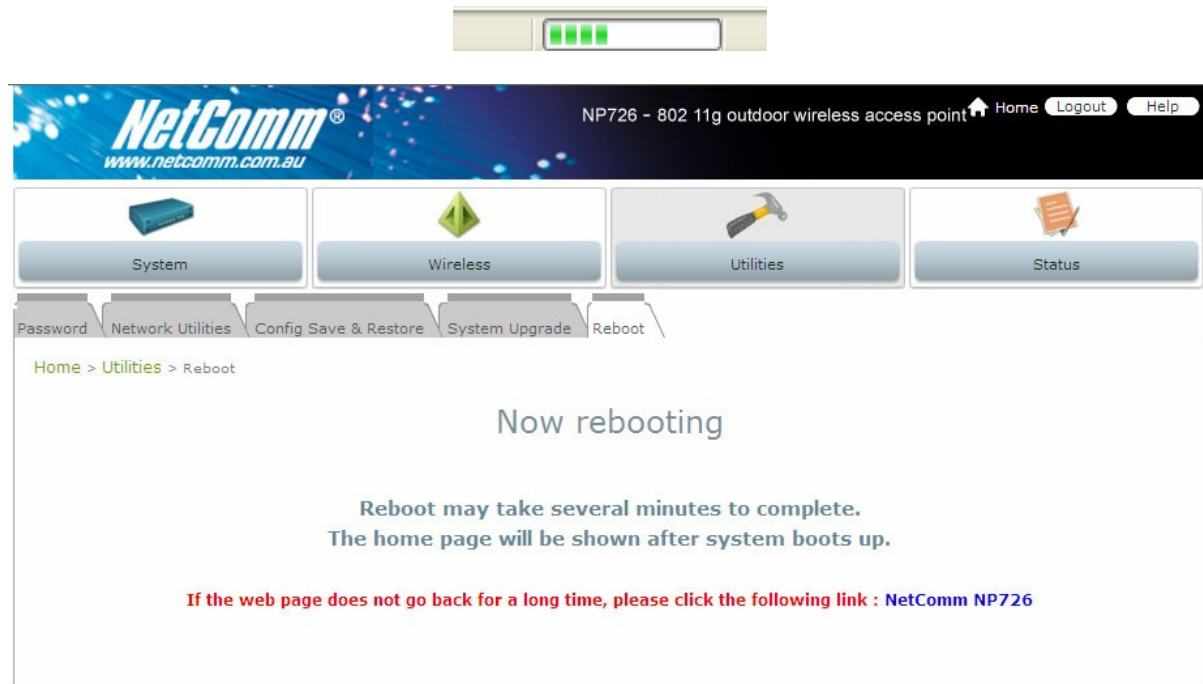 NetComm®
www.netcomm.com.au
NP726 - 802 11g outdoor wireless access point Home Logout Help
System Wireless Utilities Status
Password Network Utilities Config Save & Restore System Upgrade Reboot
Home > Utilities > Reboot
Now rebooting
Reboot may take several minutes to complete.
The home page will be shown after system boots up.
If the web page does not go back for a long time, please click the following link : NetComm NP726